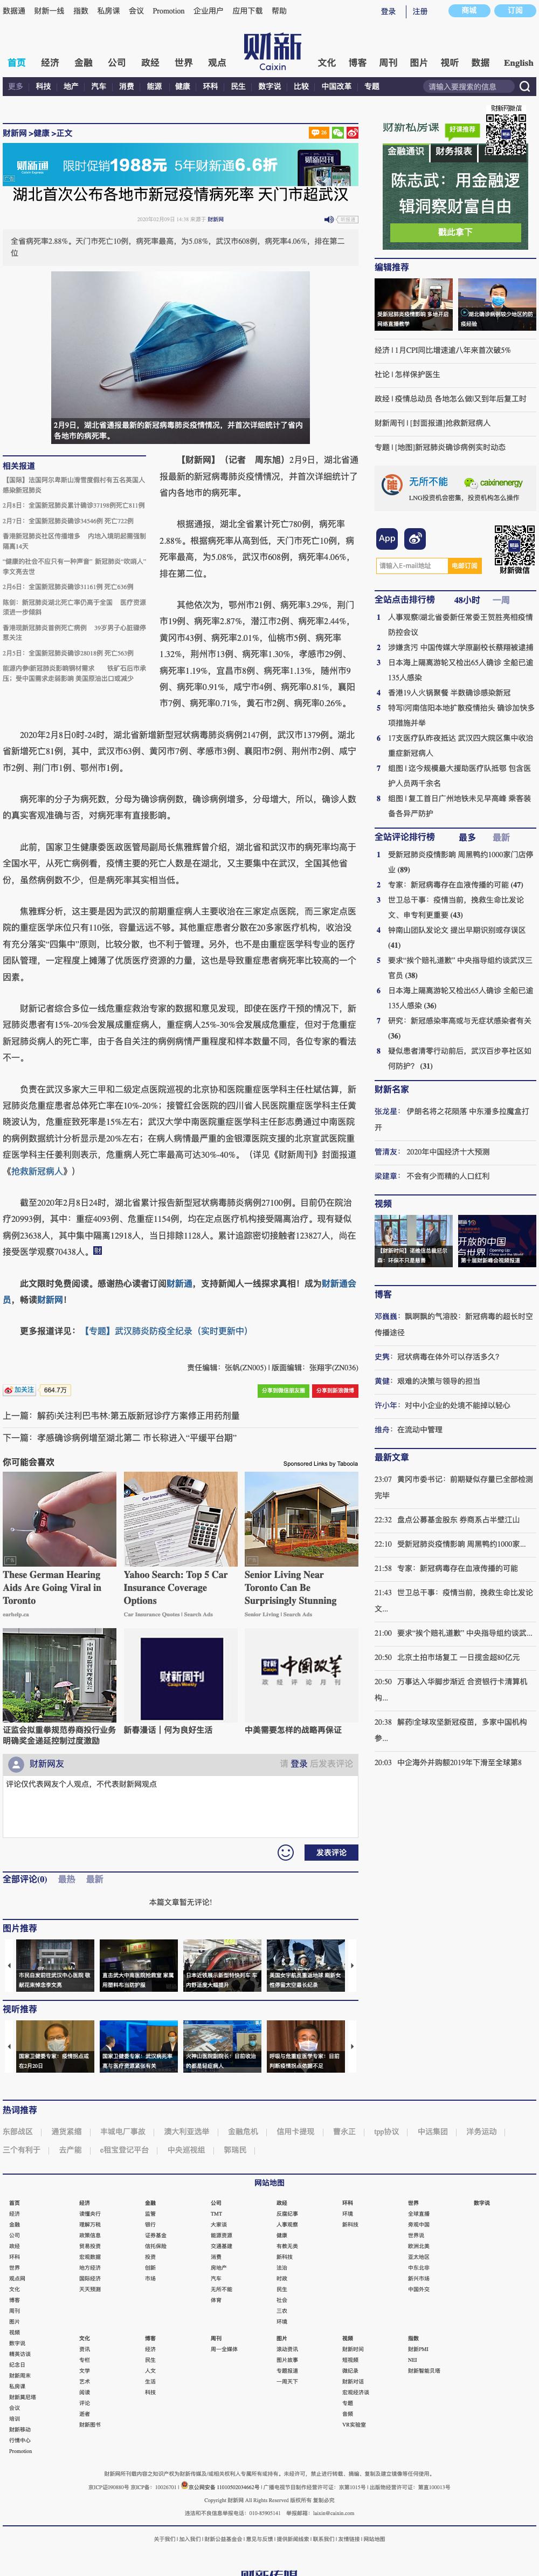 数据通 财新一线 指数 私房课 会议 Promotion 企业用户 应用下载 帮助
登录 注册 商城 订阅
首页 经济 金融 公司 政经 世界 观点
财新
Caixin
文化 博客 周刊 图片 视听 数据 English
更多 科技 地产 汽车 消费 能源 健康 环科 民生 数字说 比较 中国改革 专题
请输入要搜索的信息
财新网 >健康 >正文
湖北首次公布各地市新冠疫情病死率 天门市超武汉
2020年02月09日 14:38 来源于 财新网
全省病死率2.88%，天门市死亡10例，病死率最高，为5.08%，武汉市608例，病死率4.06%，排在第二
位
2月9日，湖北省通报最新的新冠病毒肺炎疫情情况，并首次详细统计了省内
各地市的病死率。
【财新网】（记者 周东旭）2月9日，湖北省通
报最新的新冠病毒肺炎疫情情况，并首次详细统计了
省内各地市的病死率。
根据通报，湖北全省累计死亡780例，病死率
2.88%。根据病死率从高到低，天门市死亡10例，病
死率最高，为5.08%，武汉市608例，病死率4.06%，
排在第二位。
其他依次为，鄂州市21例，病死率3.29%，荆门
市19例，病死率3.01%，潜江市2例，病死率2.44%，
黄冈市43例，病死率2.01%，仙桃市5例，病死率
1.32%，荆州市13例，病死率1.30%，孝感市29例，
病死率1.19%，宜昌市8例，病死率1.13%，随州市9
例，病死率0.91%，咸宁市4例，病死率0.81%，襄阳
市7例，病死率0.71%，黄石市2例，病死率0.26%。
相关报道
【国际】法国阿尔卑斯山滑雪度假村有五名英国人
感染新冠肺炎
2月8日：全国新冠肺炎累计确诊37198例死亡811例
2月7日：全国新冠肺炎确诊34546例 死亡722例
香港新冠肺炎社区传播增多 内地入境明起需强制
隔离14天
“健康的社会不应只有一种声音” 新冠肺炎“吹哨人”
李文亮去世
2月6日：全国新冠肺炎确诊31161例 死亡636例
陈剑：新冠肺炎湖北死亡率仍高于全国 医疗资源
须进一步倾斜
香港现新冠肺炎首例死亡病例 39岁男子心脏骤停
惹关注
2月5日：全国新冠肺炎确诊28018例 死亡563例
能源内参|新冠肺炎影响钢材需求 铁矿石后市承
压；受中国需求走弱影响 美国原油出口或减少
2020年2月8日0时-24时，湖北省新增新型冠状病毒肺炎病例2147例，武汉市1379例。湖北
省新增死亡81例，其中，武汉市63例、黄冈市7例、孝感市3例、襄阳市2例、荆州市2例、咸宁
市2例、荆门市1例、鄂州市1例。
病死率的分子为病死数，分母为确诊病例数，确诊病例增多，分母增大，所以，确诊人数
的真实客观准确与否，对病死率有直接影响。
此前，国家卫生健康委医政医管局副局长焦雅辉曾介绍，湖北省和武汉市的病死率均高于
全国水平，从死亡病例看，疫情主要的死亡人数是在湖北，又主要集中在武汉，全国其他省
份，虽然病例数不少，但是病死率其实相当低。
焦雅辉分析，这主要是因为武汉的前期重症病人主要收治在三家定点医院，而三家定点医
院的重症医学床位只有110张，容量远远不够。其他重症患者分散在20多家医疗机构，收治没
有充分落实“四集中”原则，比较分散，也不利于管理。另外，也不是由重症医学科专业的医疗
团队管理，一定程度上摊薄了优质医疗资源的力量，这也是导致重症患者病死率比较高的一个
因素。
财新记者综合多位一线危重症救治专家的数据和意见发现，即使在医疗干预的情况下，新
冠肺炎患者有15%-20%会发展成重症病人，重症病人25%-30%会发展成危重症，但对于危重症
新冠肺炎病人的死亡率，由于各自关注的病例病情严重程度和样本数量不同，各位专家的看法
不一。
负责在武汉多家大三甲和二级定点医院巡视的北京协和医院重症医学科主任杜斌估算，新
冠肺炎危重症患者总体死亡率在10%-20%；接管红会医院的四川省人民医院重症医学科主任黄
晓波认为，危重症致死率是15%左右；武汉大学中南医院重症医学科主任彭志勇通过中南医院
的病例数据统计分析显示是20%左右；在病人病情最严重的金银潭医院支援的北京宣武医院重
症医学科主任姜利则表示，危重病人死亡率最高可达30%-40%。（详见《财新周刊》封面报道
《抢救新冠病人》）
截至2020年2月8日24时，湖北省累计报告新型冠状病毒肺炎病例27100例。目前仍在院治
疗20993例，其中：重症4093例、危重症1154例，均在定点医疗机构接受隔离治疗。现有疑似
病例23638人，其中集中隔离12918人，当日排除1128人。累计追踪密切接触者123827人，尚在
接受医学观察70438人。
此文限时免费阅读。感谢热心读者订阅财新通，支持新闻人一线探求真相！成为财新通会
员，畅读财新网！
更多报道详见：【专题】武汉肺炎防疫全纪录（实时更新中）
责任编辑：张帆(ZN005) | 版面编辑：张翔宇(ZN036)
加关注 664.7万
分享到微信朋友圈 分享到新浪微博
上一篇：解药|关注利巴韦林:第五版新冠诊疗方案修正用药剂量
下一篇：孝感确诊病例增至湖北第二 市长称进入“平缓平台期”
你可能会喜欢
Sponsored Links by Taboola
These German Hearing
Aids Are Going Viral in
Toronto
earhelp.ca
Yahoo Search: Top 5 Car
Insurance Coverage
Options
Car Insurance Quotes | Search Ads
Senior Living Near
Toronto Can Be
Surprisingly Stunning
Senior Living | Search Ads
证监会拟重拳规范券商投行业务
明确奖金递延控制过度激励
新春漫话｜何为良好生活
中美需要怎样的战略再保证
财新网友
请 登录 后发表评论
评论仅代表网友个人观点，不代表财新网观点
发表评论
全部评论(0) 最热 最新
本篇文章暂无评论!
图片推荐
视听推荐
热词推荐
东部战区 通货紧缩 丰城电厂事故 澳大利亚选举 金融危机 信用卡提现 曹永正 tpp协议 中远集团 洋务运动
三个有利于 去产能 e租宝登记平台 中央巡视组 郭瑞民
网站地图
财新私房课
好课推荐
金融通识 财务报表
陈志武：用金融逻
辑洞察财富自由
戳此拿下
编辑推荐
经济 | 1月CPI同比增速逾八年来首次破5%
社论 | 怎样保护医生
政经 | 疫情总动员 各地怎么做|又到年后复工时
财新周刊 | [封面报道]抢救新冠病人
专题 | [地图]新冠肺炎确诊病例实时动态
无所不能 caixinenergy
LNG投资机会密集，投资机构怎么操作
App
请输入E-mail地址 电邮订阅
财新微信
全站点击排行榜 48小时 一周
1 人事观察|湖北省委新任常委王贺胜亮相疫情
防控会议
2 涉嫌贪污 中国传媒大学原副校长蔡翔被逮捕
3 日本海上隔离游轮又检出65人确诊 全船已逾
135人感染
4 香港19人火锅聚餐 半数确诊感染新冠
5 特写|河南信阳本地扩散疫情抬头 确诊加快多
项措施并举
6 17支医疗队昨夜抵达 武汉四大院区集中收治
重症新冠病人
7 组图 | 迄今规模最大援助医疗队抵鄂 包含医
护人员两千余名
8 组图 | 复工首日广州地铁未见早高峰 乘客装
备各异严防护
全站评论排行榜 最多 最新
1 受新冠肺炎疫情影响 周黑鸭约1000家门店停
业 (89)
2 专家：新冠病毒存在血液传播的可能 (47)
3 世卫总干事：疫情当前，挽救生命比发论
文、申专利更重要 (43)
4 钟南山团队发论文 提出早期识别或存误区
(41)
5 要求“挨个赔礼道歉” 中央指导组约谈武汉三
官员 (38)
6 日本海上隔离游轮又检出65人确诊 全船已逾
135人感染 (36)
7 研究：新冠感染率高或与无症状感染者有关
(36)
8 疑似患者清零行动前后，武汉百步亭社区如
何防护？ (31)
财新名家
张龙星： 伊朗名将之花陨落 中东潘多拉魔盒打
开
管清友： 2020年中国经济十大预测
梁建章： 不会有少而精的人口红利
视频
博客
邓巍巍：飘啊飘的气溶胶：新冠病毒的超长时空
传播途径
史隽：冠状病毒在体外可以存活多久?
黄健：艰难的决策与领导的担当
许小年：对中小企业的处境不能掉以轻心
维舟：在流动中管理
最新文章
23:07 黄冈市委书记：前期疑似存量已全部检测
完毕
22:32 盘点公募基金股东 券商系占半壁江山
22:10 受新冠肺炎疫情影响 周黑鸭约1000家...
21:58 专家：新冠病毒存在血液传播的可能
21:43 世卫总干事：疫情当前，挽救生命比发论
文...
21:00 要求“挨个赔礼道歉” 中央指导组约谈武...
20:50 北京土拍市场复工 一日揽金超80亿元
20:50 万事达入华脚步渐近 合资银行卡清算机
构...
20:38 解药|全球攻坚新冠疫苗，多家中国机构
参...
20:03 中企海外并购额2019年下滑至全球第8